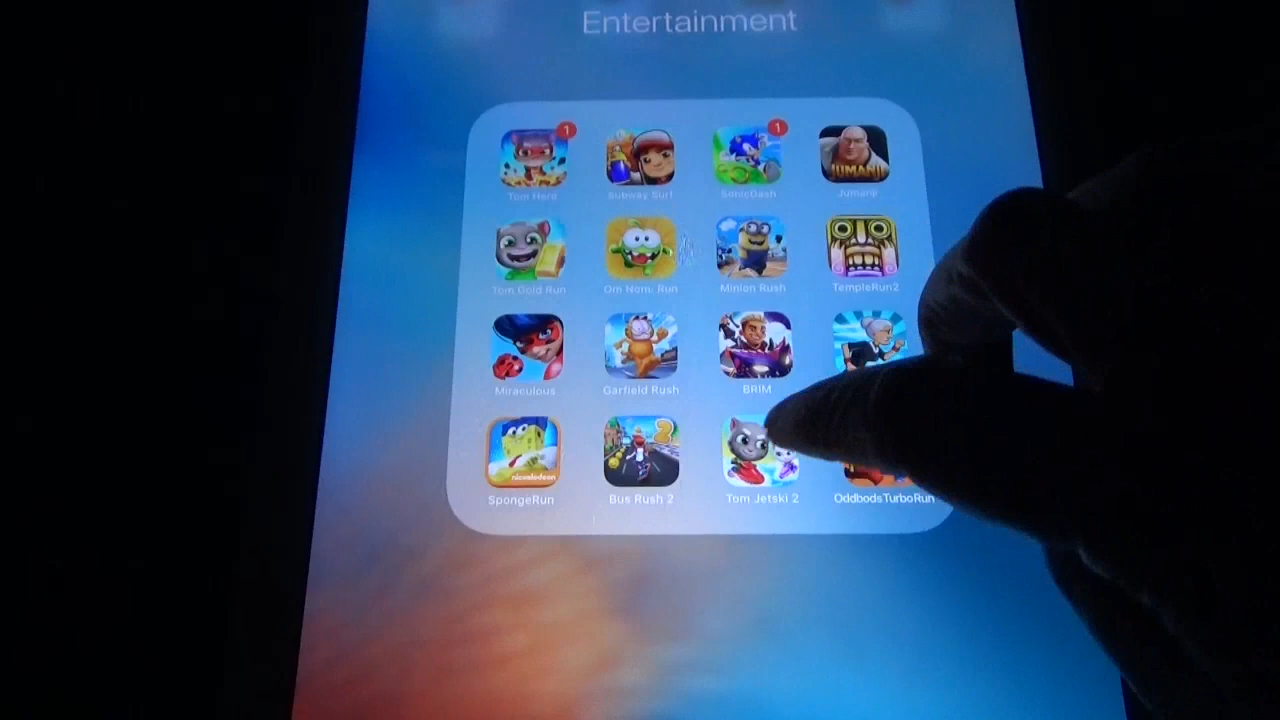 Entertainment
1
1
JUMANJI
Tom Hero
Subway Surf
SonicDash
Jumanji
Tom Gold Run
Om Nom: Run
Minion Rush
TempleRun2
Miraculous
Garfield Rush
BRIM
nickelodeon
2
SpongeRun
Bus Rush 2
Tom Jetski 2
OddbodsTurboRun